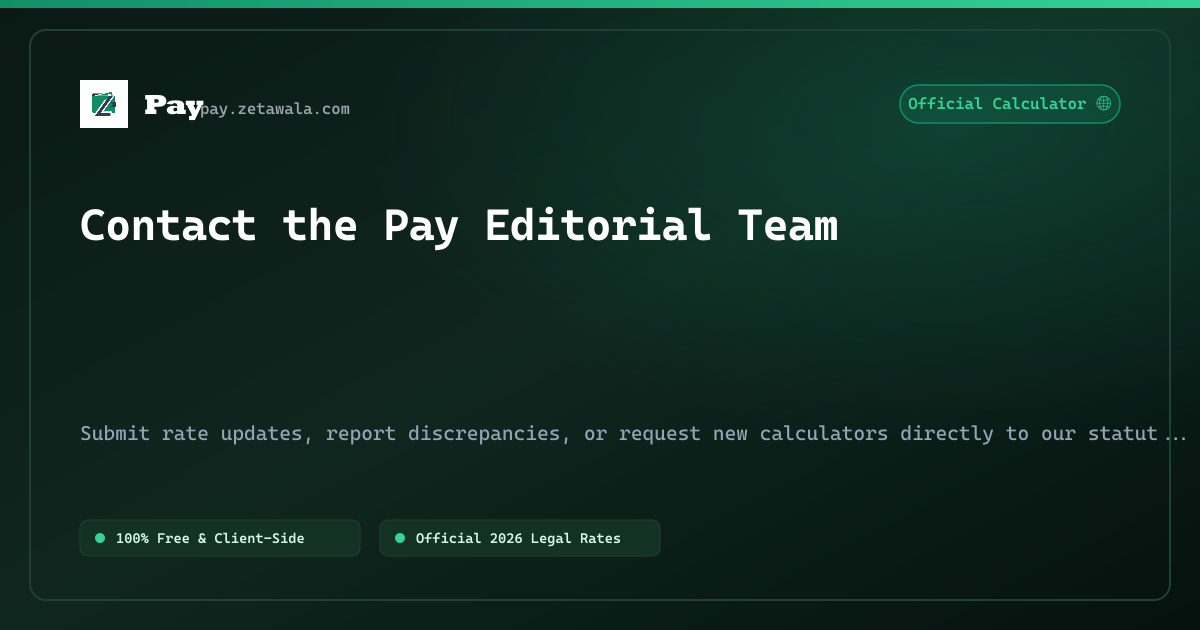 Pay pay.zetawala.com
Official Calculator
Contact the Pay Editorial Team
Submit rate updates, report discrepancies, or request new calculators directly to our statut...
100% Free & Client-Side
Official 2026 Legal Rates